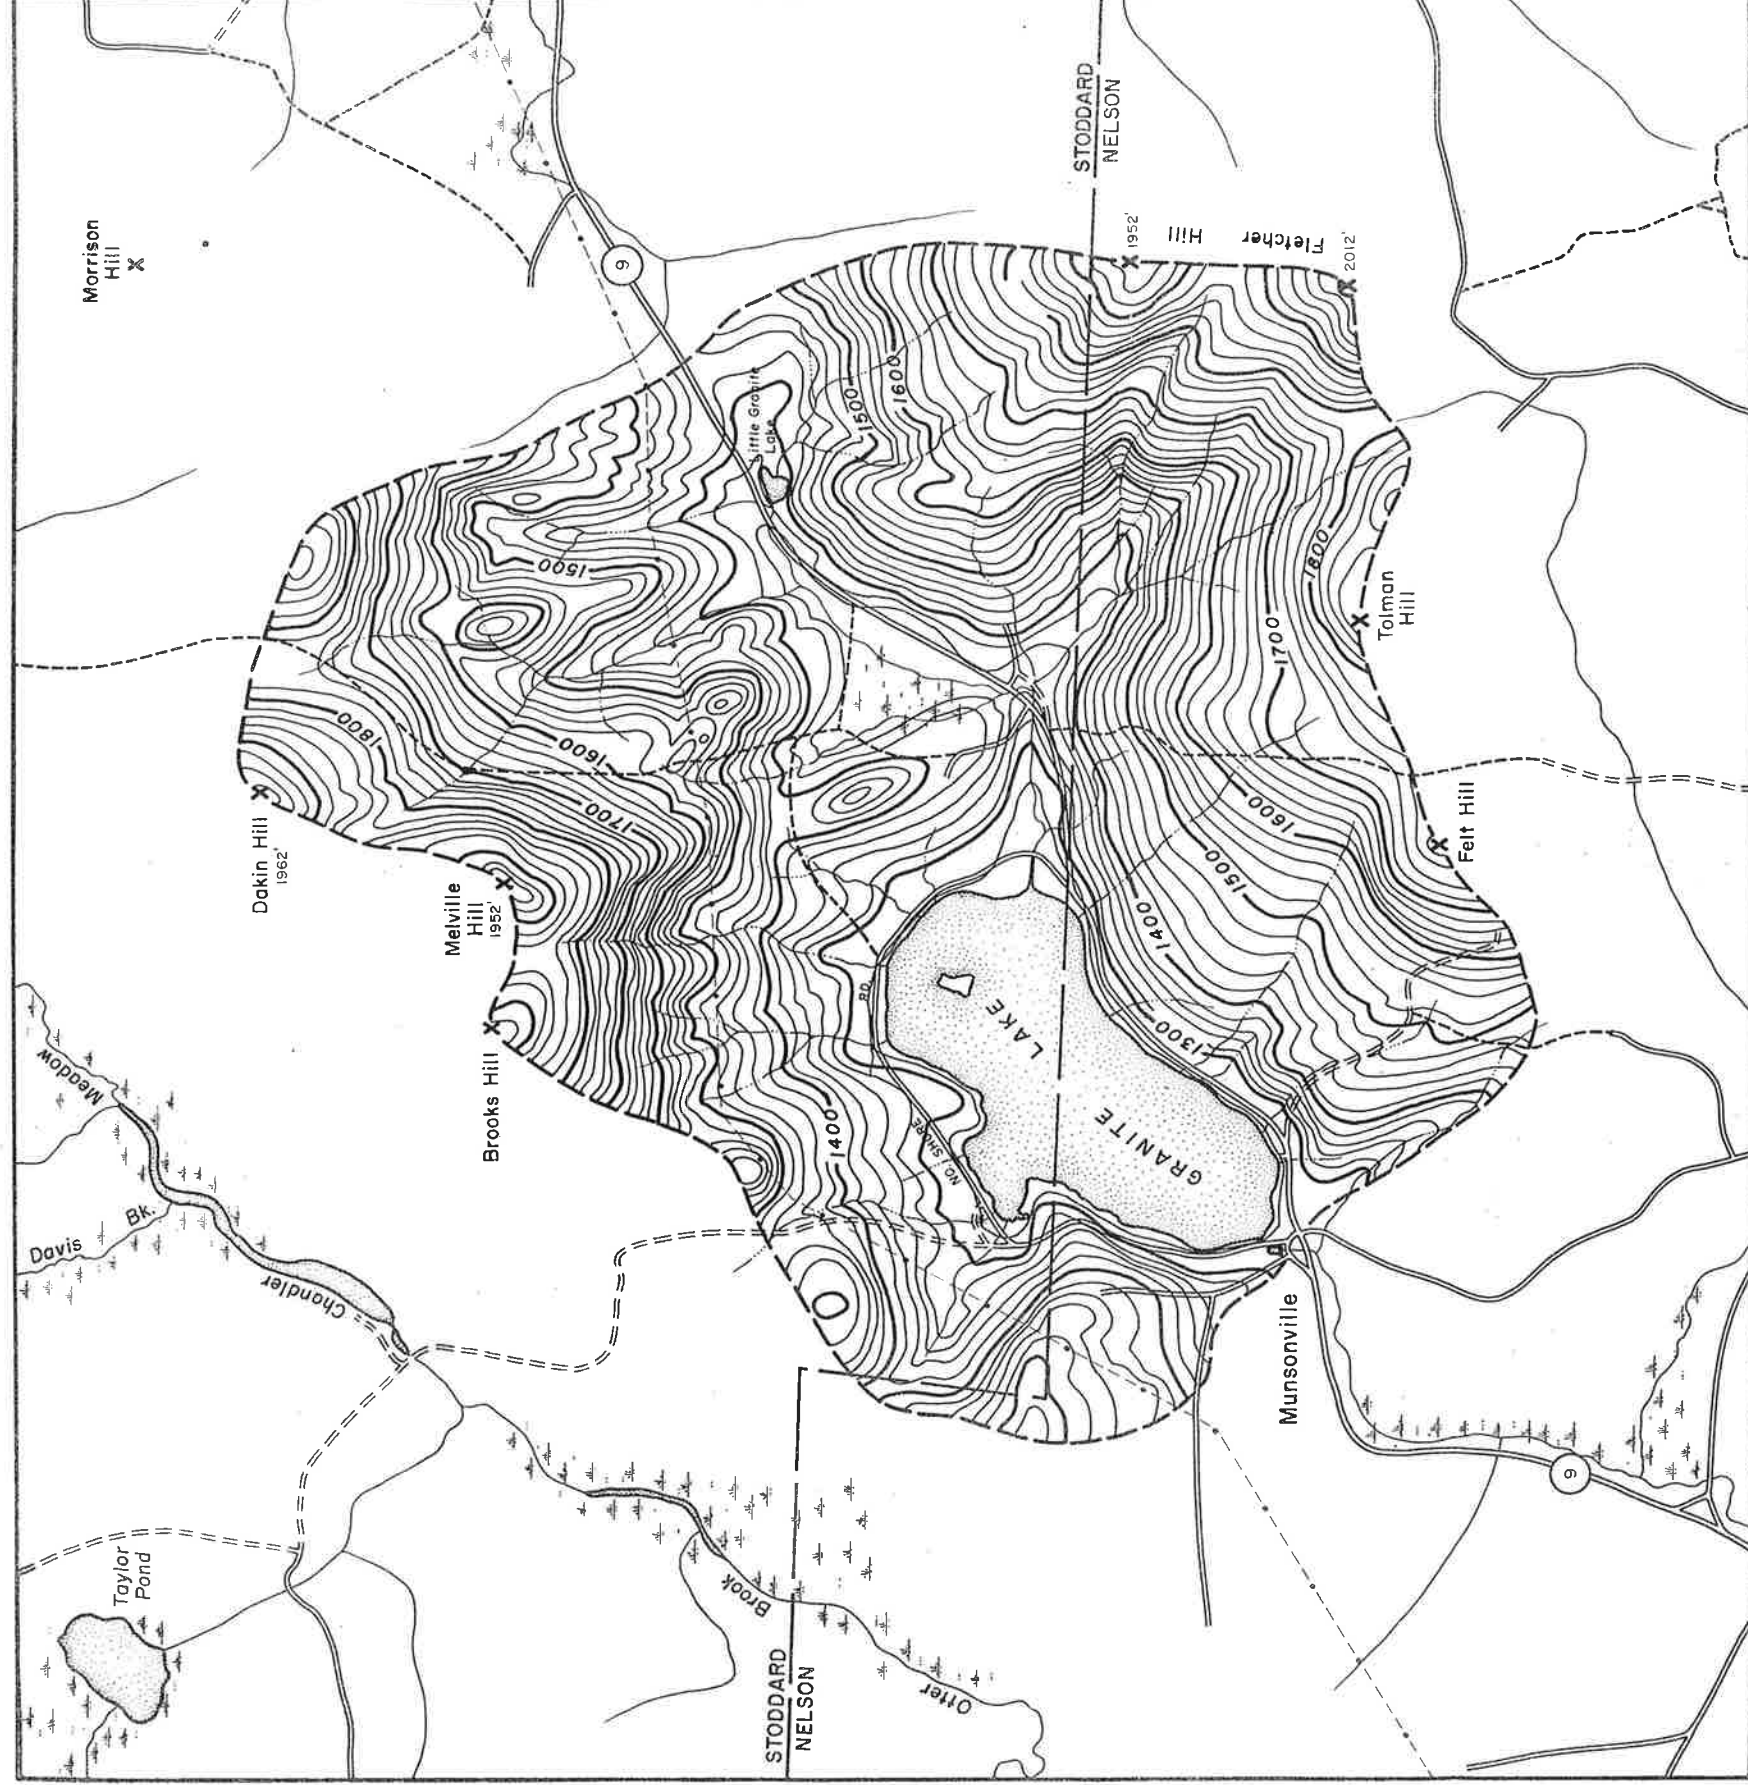 Morrison
Hill
STODDARD
NELSON
9
1952'
Fletcher
Hill
2012'
Little Granite
Lake
1500
1600
1500
1800
Tolman
Hill
1700
1800
1600
1700
Dakin Hill
1962'
Melville
Hill
1952'
Felt Hill
1600
1500
1400
1300
RD.
LAKE
GRANITE
NO. SHORE
1400
Brooks Hill
Meadow
Davis
Bk.
Chandler
Munsonville
9
Taylor
Pond
Brook
Otter
STODDARD
NELSON